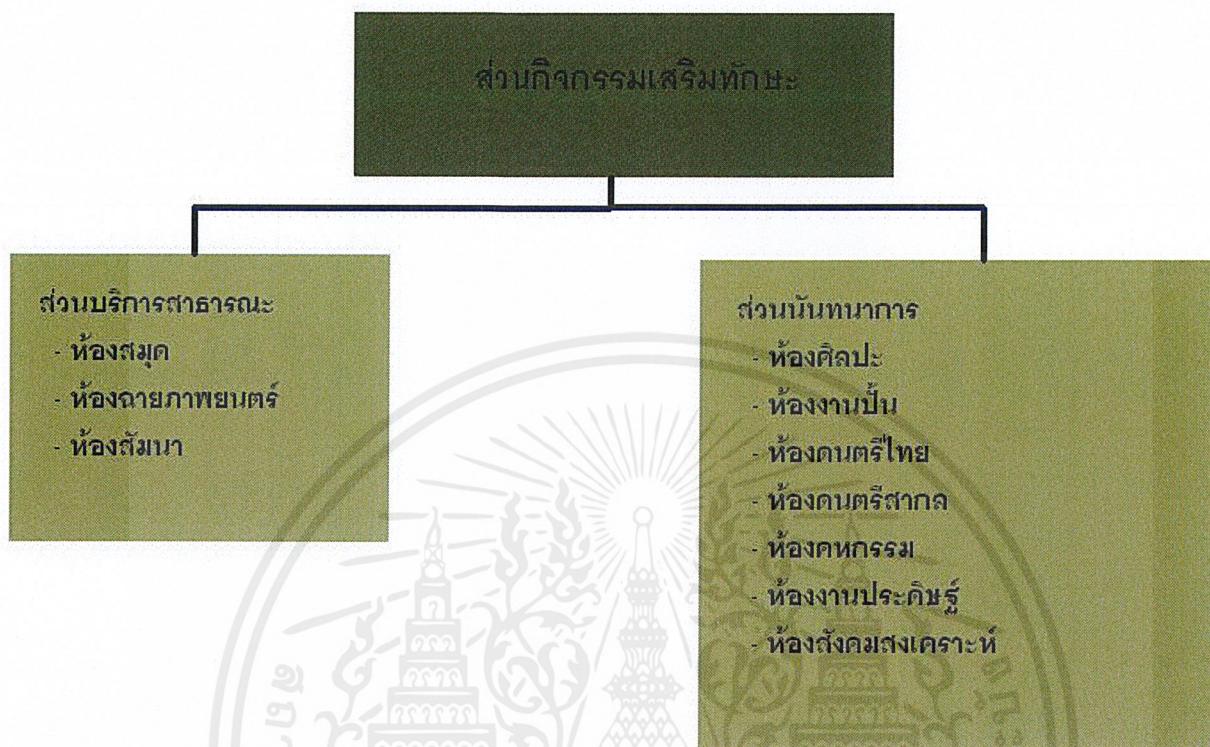 ส่วนกิจกรรมเสริมทักษะ
ส่วนบริการสาธารณะ
- ห้องสมุด
- ห้องฉายภาพยนตร์
- ห้องสัมนา
ส่วนนันทนาการ
- ห้องศิลปะ
- ห้องงานปั้น
- ห้องดนตรีไทย
- ห้องดนตรีสากล
- ห้องคหกรรม
- ห้องงานประดิษฐ์
- ห้องสังคมสงเคราะห์